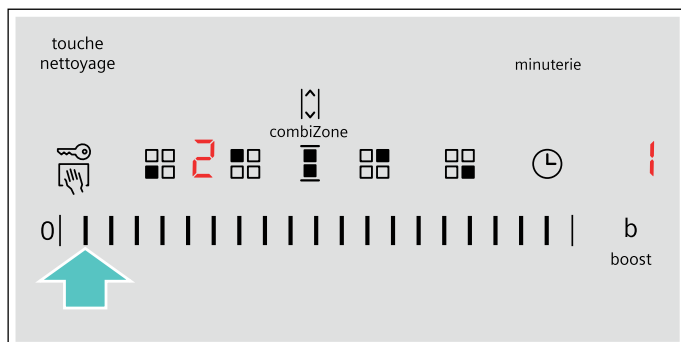 touche
nettoyage
minuterie
combiZone
2
1
0
b
boost